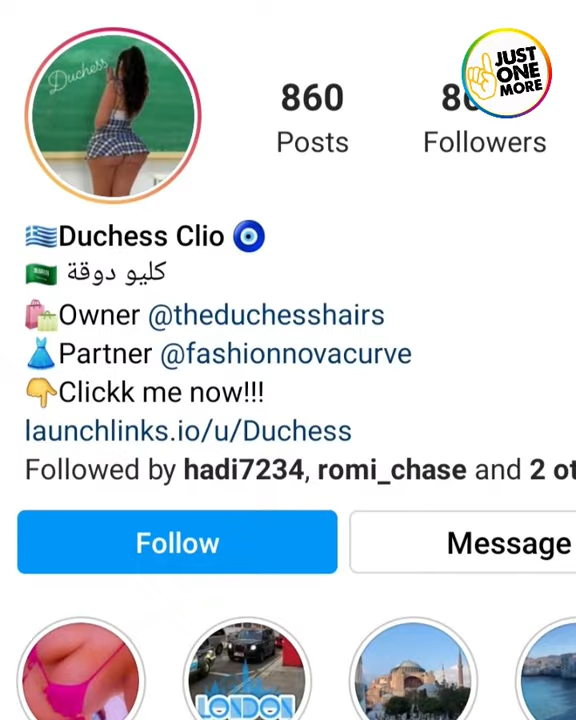 Duchess
JUST
ONE
MORE
860
Posts
Followers
Duchess Clio
كليو دوقة
Owner @theduchesshairs
Partner @fashionnovacurve
Clickk me now!!!
launchlinks.io/u/Duchess
Followed by hadi7234, romi_chase and 2
Follow
Message
LONDON